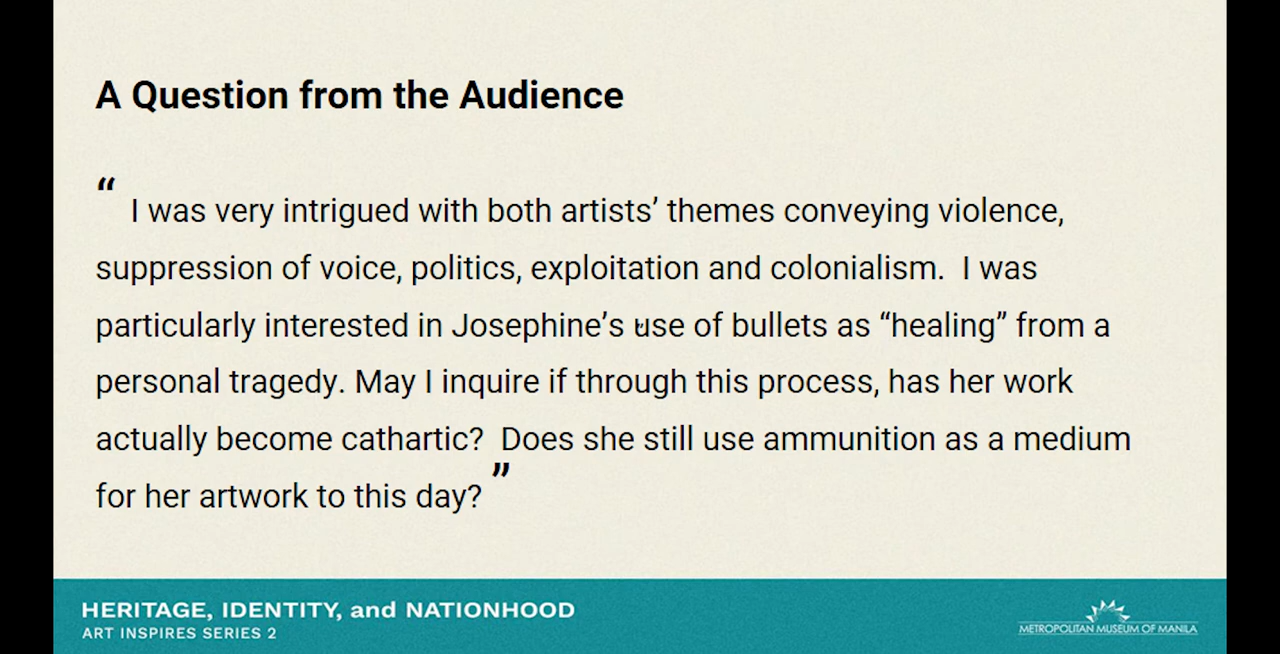 A Question from the Audience
“ I was very intrigued with both artists’ themes conveying violence,
suppression of voice, politics, exploitation and colonialism.  I was
particularly interested in Josephine’s use of bullets as “healing” from a
personal tragedy. May I inquire if through this process, has her work
actually become cathartic?  Does she still use ammunition as a medium
for her artwork to this day? ”
HERITAGE, IDENTITY, and NATIONHOOD
ART INSPIRES SERIES 2
METROPOLITAN MUSEUM OF MANILA